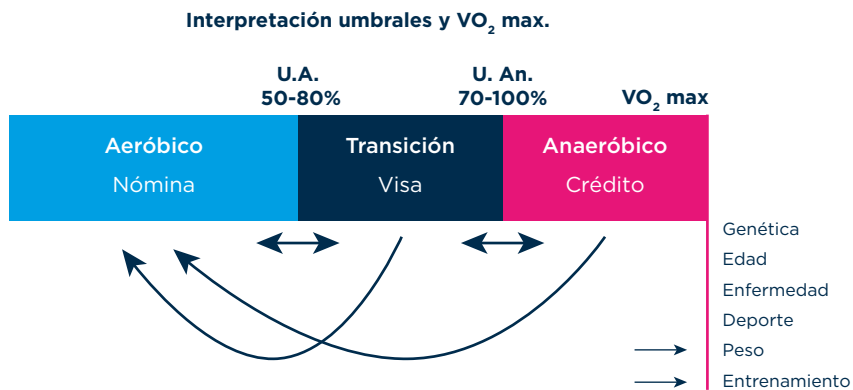 Interpretación umbrales y VO₂ max.
U.A.
50-80%
U. An.
70-100%
VO₂ max
Aeróbico
Nómina
Transición
Visa
Anaeróbico
Crédito
Genética
Edad
Enfermedad
Deporte
Peso
Entrenamiento